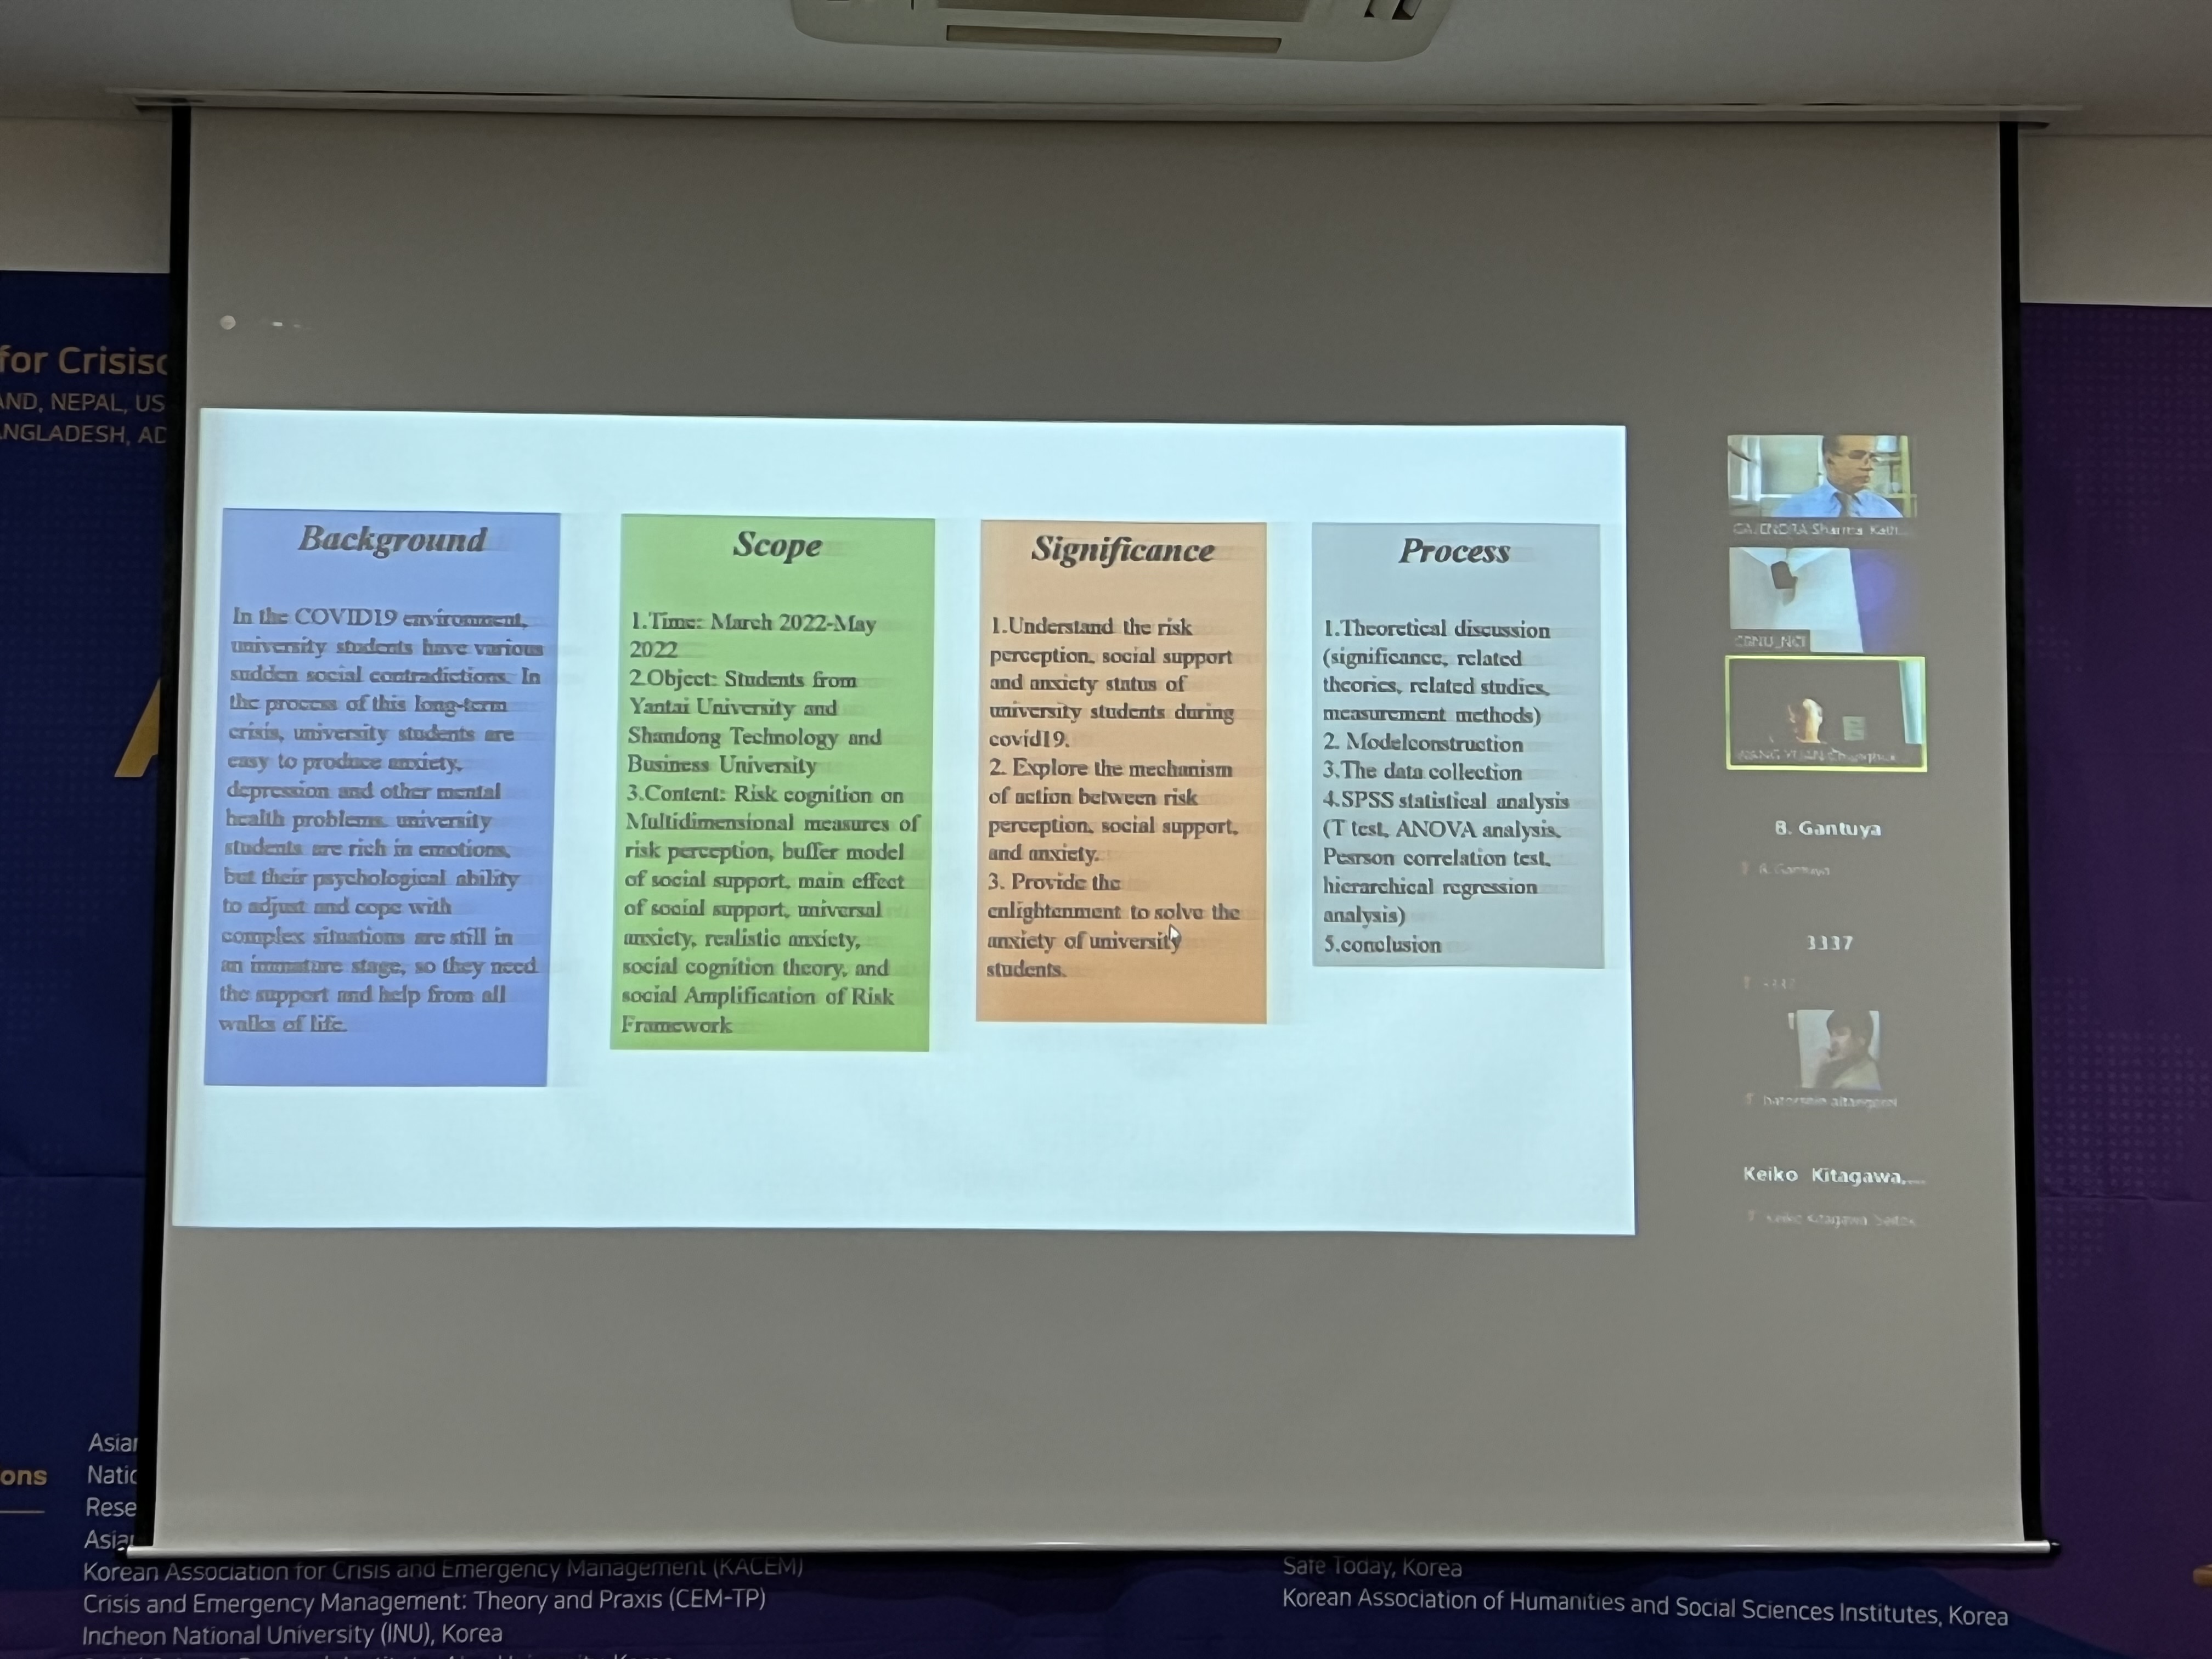 for Crisis
AND, NEPAL, US
ANGLADESH, AD
Background
In the COVID19 environment,
university students have various
sudden social contradictions. In
the process of this long-term
crisis, university students are
easy to produce anxiety,
depression and other mental
health problems. university
students are rich in emotions,
but their psychological ability
to adjust and cope with
complex situations are still in
an immature stage, so they need
the support and help from all
walks of life.
Scope
1.Time: March 2022-May
2022
2.Object: Students from
Yantai University and
Shandong Technology and
Business University
3.Content: Risk cognition on
Multidimensional measures of
risk perception, buffer model
of social support, main effect
of social support, universal
anxiety, realistic anxiety,
social cognition theory, and
social Amplification of Risk
Framework
Significance
1.Understand the risk
perception, social support
and anxiety status of
university students during
covid19.
2. Explore the mechanism
of action between risk
perception, social support,
and anxiety.
3. Provide the
enlightenment to solve the
anxiety of university
students.
Process
1.Theoretical discussion
(significance, related
theories, related studies,
measurement methods)
2. Modelconstruction
3.The data collection
4.SPSS statistical analysis
(T test, ANOVA analysis,
Pesrson correlation test,
hierarchical regression
analysis)
5.conclusion
GAJENDRA Sharma Kath...
CBNU_NCI
WANG YUAN
B. Gantuya
B. Gantuya
3337
3337
Keiko Kitagawa,...
Keiko Kitagawa
ons
Asian
Natio
Rese
Asia
Korean Association for Crisis and Emergency Management (KACEM)
Crisis and Emergency Management: Theory and Praxis (CEM-TP)
Incheon National University (INU), Korea
Safe Today, Korea
Korean Association of Humanities and Social Sciences Institutes, Korea